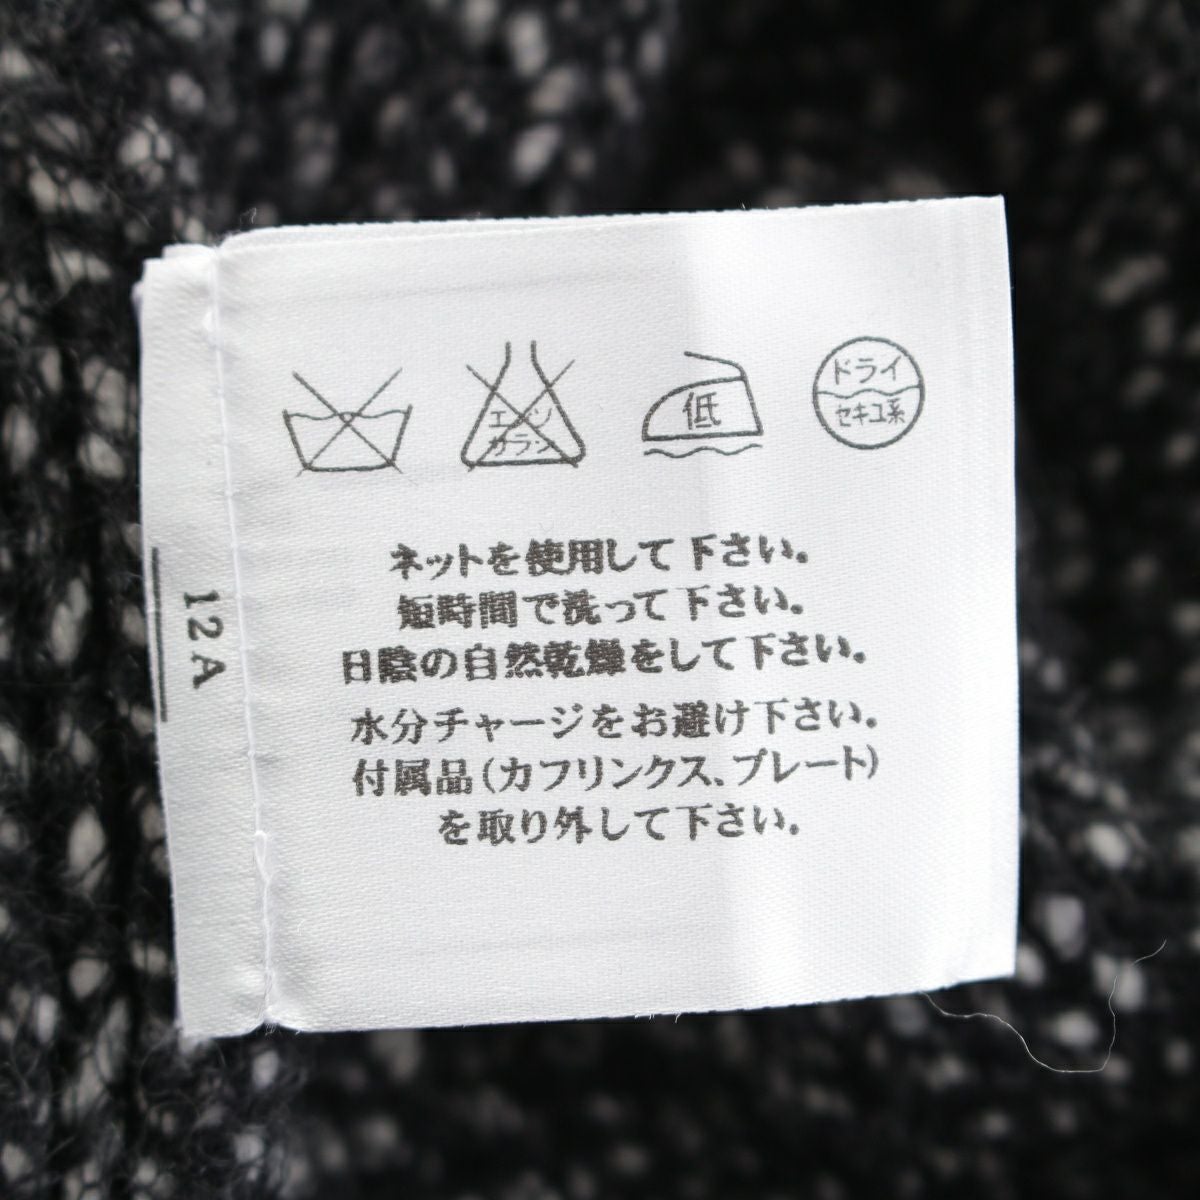 エンソ
サラシ
低
ドライ
セキユ系
ネットを使用して下さい。
短時間で洗って下さい。
日陰の自然乾燥をして下さい。
水分チャージをお避け下さい。
付属品(カフリンクス、プレート)
を取り外して下さい。
12A